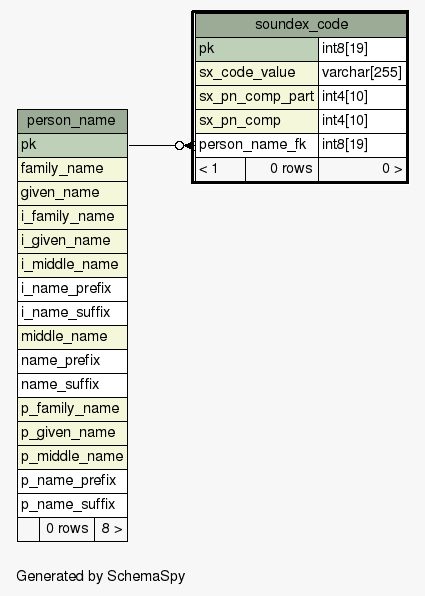 soundex_code
pk int8[19]
sx_code_value varchar[255]
sx_pn_comp_part int4[10]
sx_pn_comp int4[10]
person_name_fk int8[19]
< 1 0 rows 0 >
person_name
pk
family_name
given_name
i_family_name
i_given_name
i_middle_name
i_name_prefix
i_name_suffix
middle_name
name_prefix
name_suffix
p_family_name
p_given_name
p_middle_name
p_name_prefix
p_name_suffix
0 rows 8 >
Generated by SchemaSpy